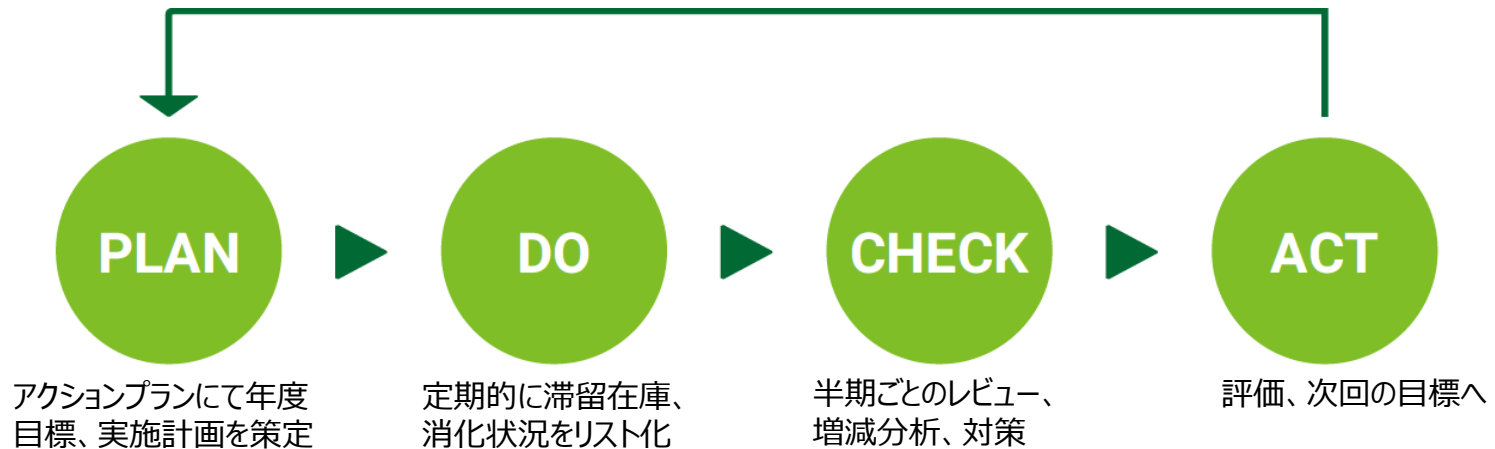 PLAN
DO
CHECK
ACT
アクションプランにて年度
目標、実施計画を策定
定期的に滞留在庫、
消化状況をリスト化
半期ごとのレビュー、
増減分析、対策
評価、次回の目標へ